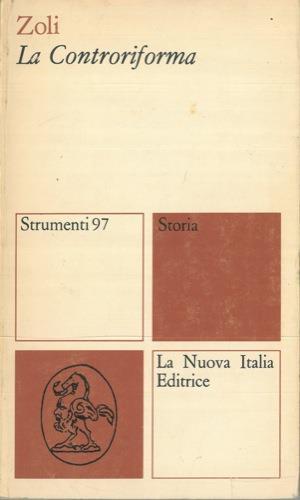 Zoli
La Controriforma
Strumenti 97
Storia
La Nuova Italia
Editrice